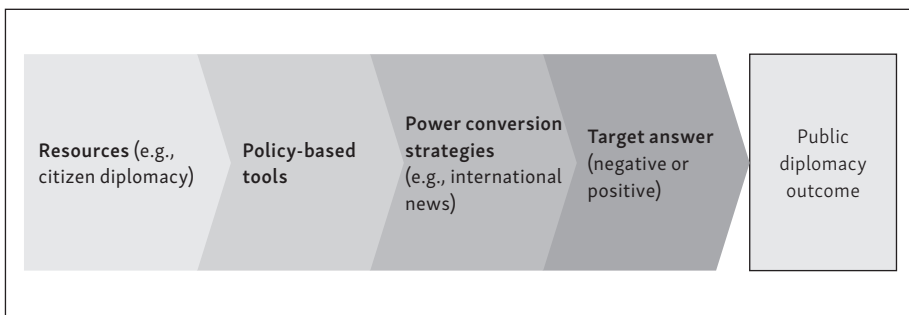 Resources (e.g.,
citizen diplomacy)
Policy-based
tools
Power conversion
strategies
(e.g., international
news)
Target answer
(negative or
positive)
Public
diplomacy
outcome